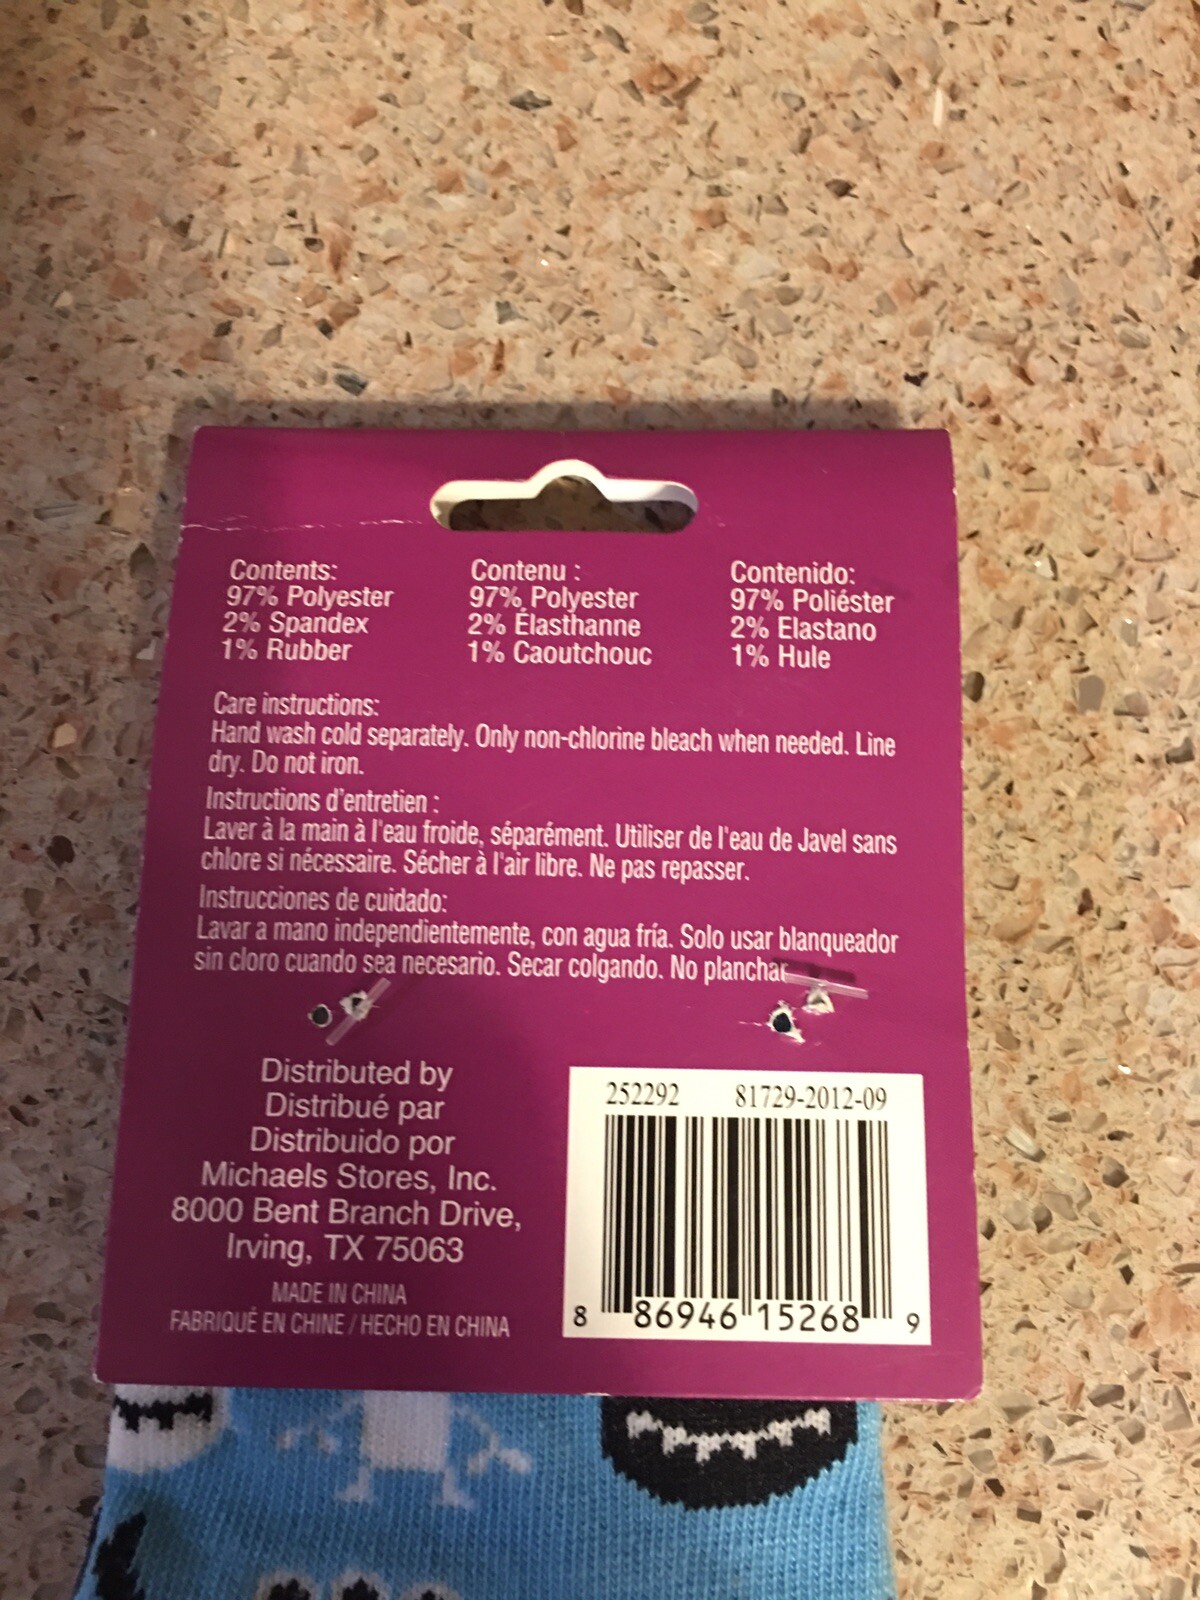 Contents:
97% Polyester
2% Spandex
1% Rubber
Contenu :
97% Polyester
2% Élasthanne
1% Caoutchouc
Contenido:
97% Poliéster
2% Elastano
1% Hule
Care instructions:
Hand wash cold separately. Only non-chlorine bleach when needed. Line
dry. Do not iron.
Instructions d'entretien :
Laver à la main à l'eau froide, séparément. Utiliser de l'eau de Javel sans
chlore si nécessaire. Sécher à l'air libre. Ne pas repasser.
Instrucciones de cuidado:
Lavar a mano independientemente, con agua fría. Solo usar blanqueador
sin cloro cuando sea necesario. Secar colgando. No planchar
Distributed by
Distribué par
Distribuido por
Michaels Stores, Inc.
8000 Bent Branch Drive,
Irving, TX 75063
MADE IN CHINA
FABRIQUÉ EN CHINE / HECHO EN CHINA
252292 81729-2012-09
8 86946 15268 9